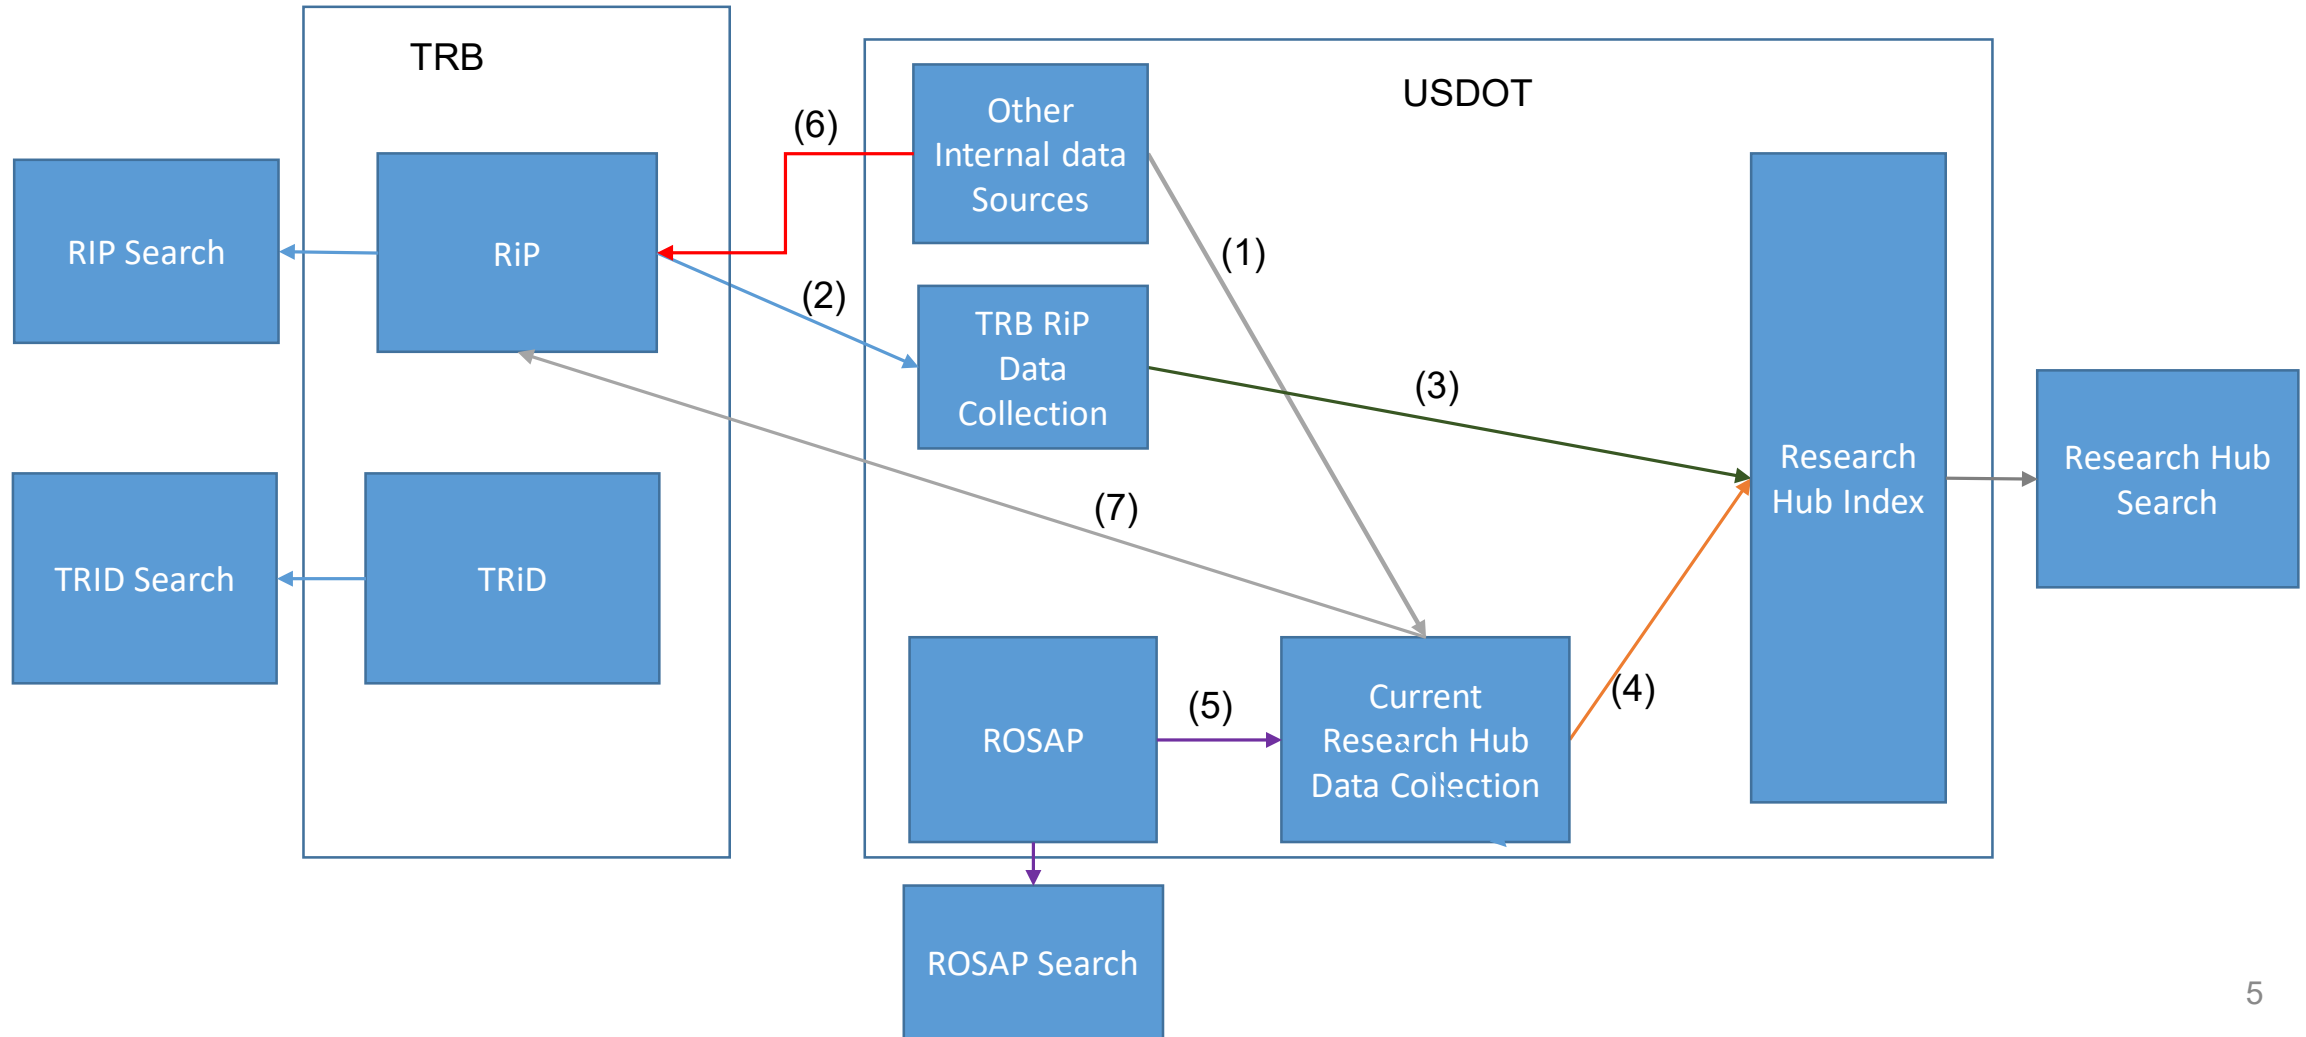 TRB
USDOT
Other
Internal data
Sources
(6)
RIP Search
RiP
(1)
(2)
TRB RiP
Data
Collection
(3)
Research
Hub Index
Research Hub
Search
(7)
TRID Search
TRiD
ROSAP
(5)
Current
Research Hub
Data Collection
(4)
ROSAP Search
5